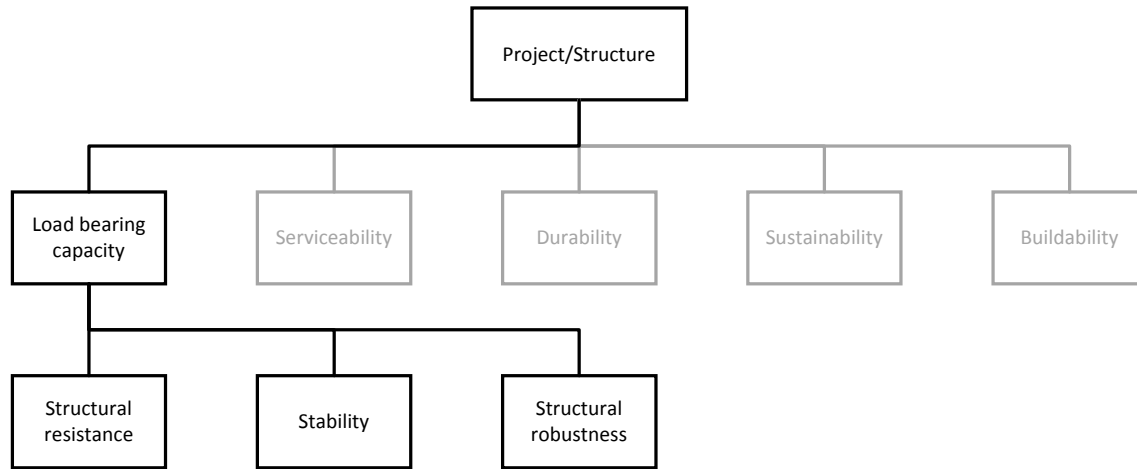 Project/Structure
Load bearing
capacity
Serviceability
Durability
Sustainability
Buildability
Structural
resistance
Stability
Structural
robustness